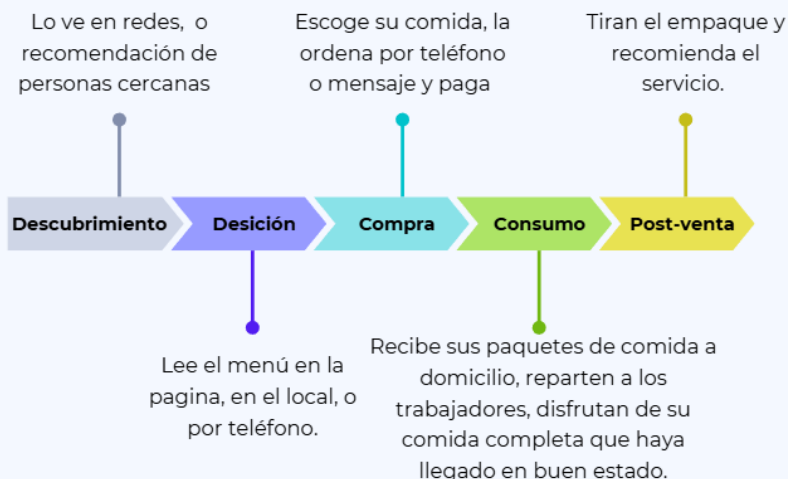 Lo ve en redes, o
recomendación de
personas cercanas
Escoge su comida, la
ordena por teléfono
o mensaje y paga
Tiran el empaque y
recomienda el
servicio.
Descubrimiento
Desición
Compra
Consumo
Post-venta
Lee el menú en la
pagina, en el local, o
por teléfono.
Recibe sus paquetes de comida a
domicilio, reparten a los
trabajadores, disfrutan de su
comida completa que haya
llegado en buen estado.